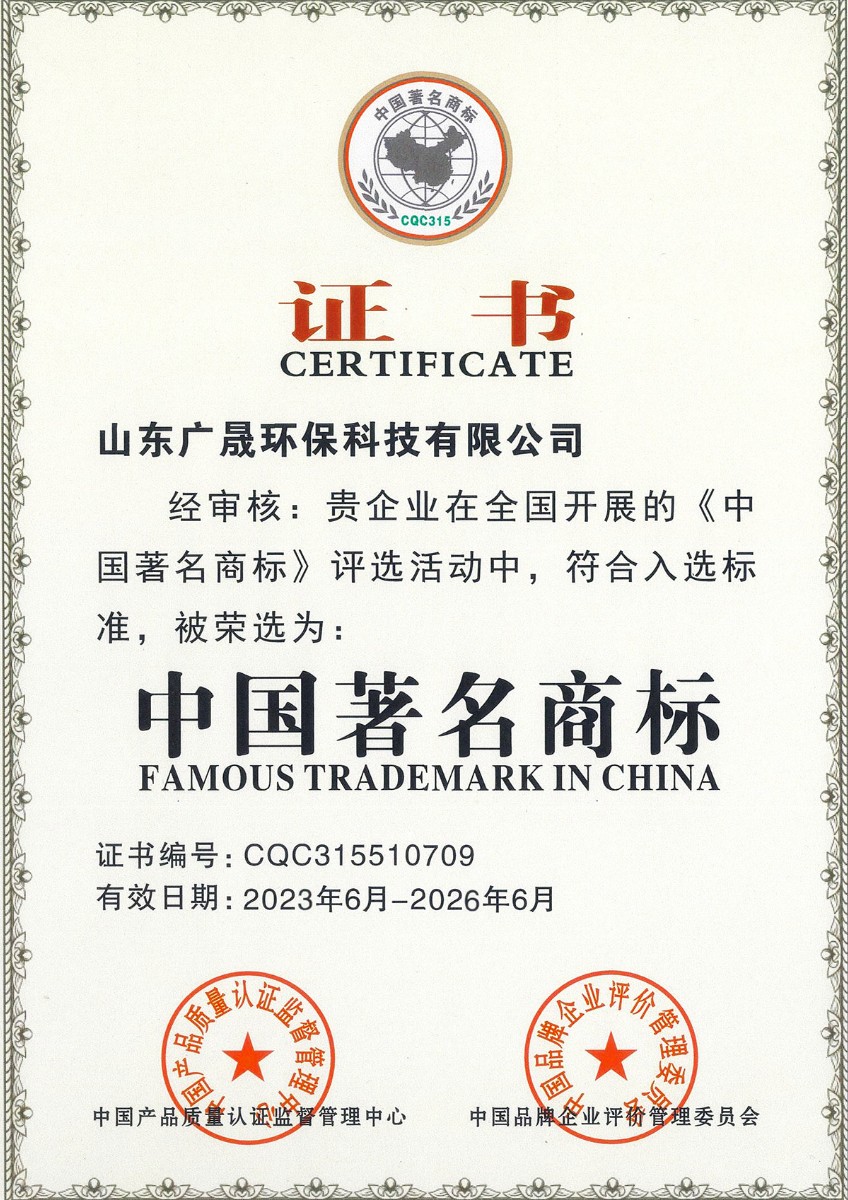 中国著名商标
CQC315
证 书
CERTIFICATE
山东广晟环保科技有限公司
经审核：贵企业在全国开展的《中
国著名商标》评选活动中，符合入选标
准，被荣选为：
中国著名商标
FAMOUS TRADEMARK IN CHINA
证书编号：CQC315510709
有效日期：2023年6月-2026年6月
中国产品质量认证监督管理中心
中国品牌企业评价管理委员会
中国产品质量认证监督管理中心
中国品牌企业评价管理委员会